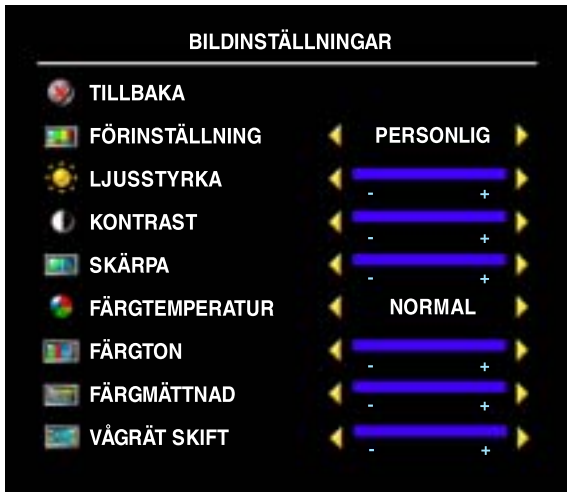 BILDINSTÄLLNINGAR
TILLBAKA
FÖRINSTÄLLNING PERSONLIG
LJUSSTYRKA
- +
KONTRAST
- +
SKÄRPA
- +
FÄRGTEMPERATUR NORMAL
FÄRGTON
- +
FÄRGMÄTTNAD
- +
VÅGRÄT SKIFT
- +